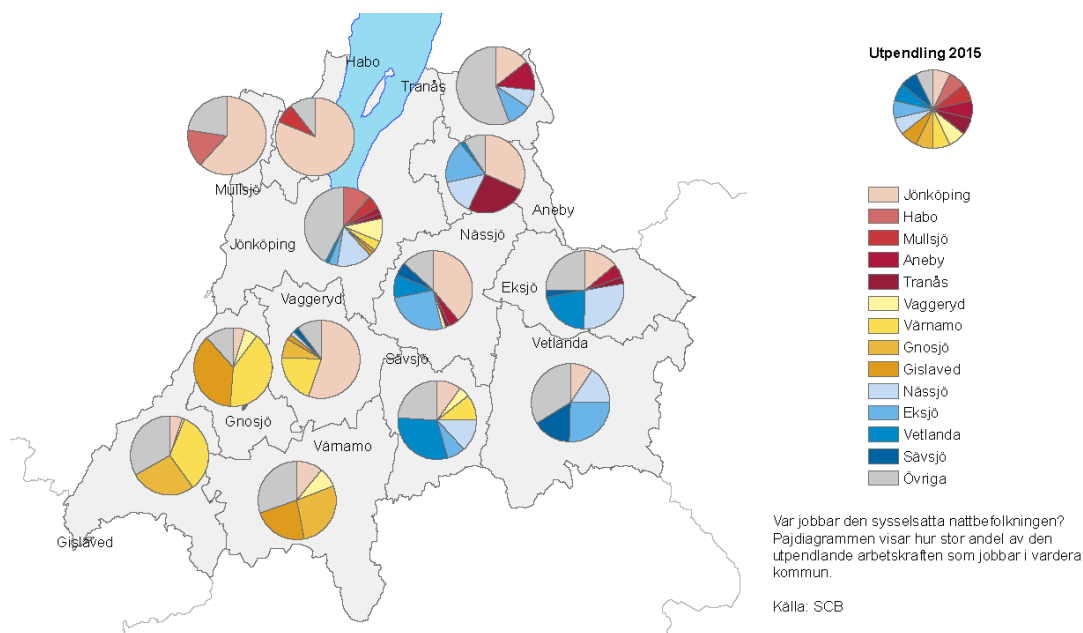 Habo
Tranås
Mullsjö
Aneby
Jönköping
Nässjö
Eksjö
Vaggeryd
Vetlanda
Sävsjö
Gnosjö
Värnamo
Gislaved
Utpendling 2015
Jönköping
Habo
Mullsjö
Aneby
Tranås
Vaggeryd
Värnamo
Gnosjö
Gislaved
Nässjö
Eksjö
Vetlanda
Sävsjö
Övriga
Var jobbar den sysselsatta nattbefolkningen?
Pajdiagrammen visar hur stor andel av den
utpendlande arbetskraften som jobbar i vardera
kommun.
Källa: SCB